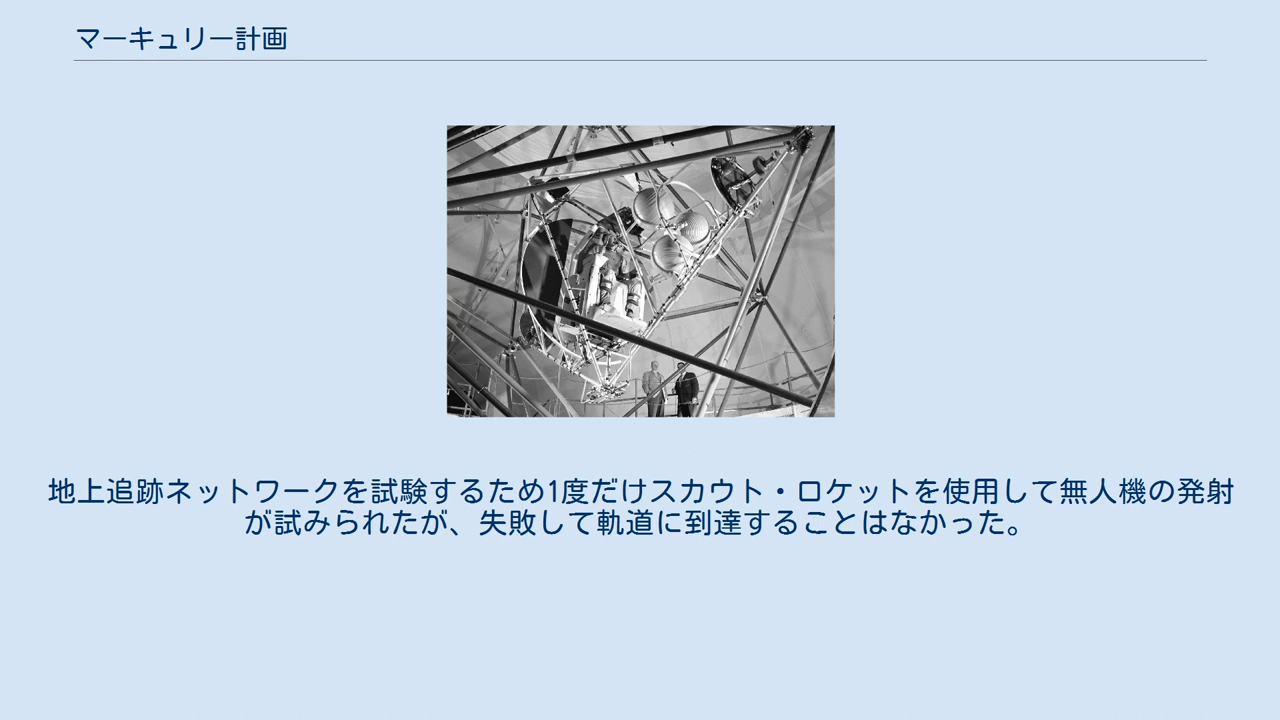 マーキュリー計画
地上追跡ネットワークを試験するため1度だけスカウト・ロケットを使用して無人機の発射
が試みられたが、失敗して軌道に到達することはなかった。